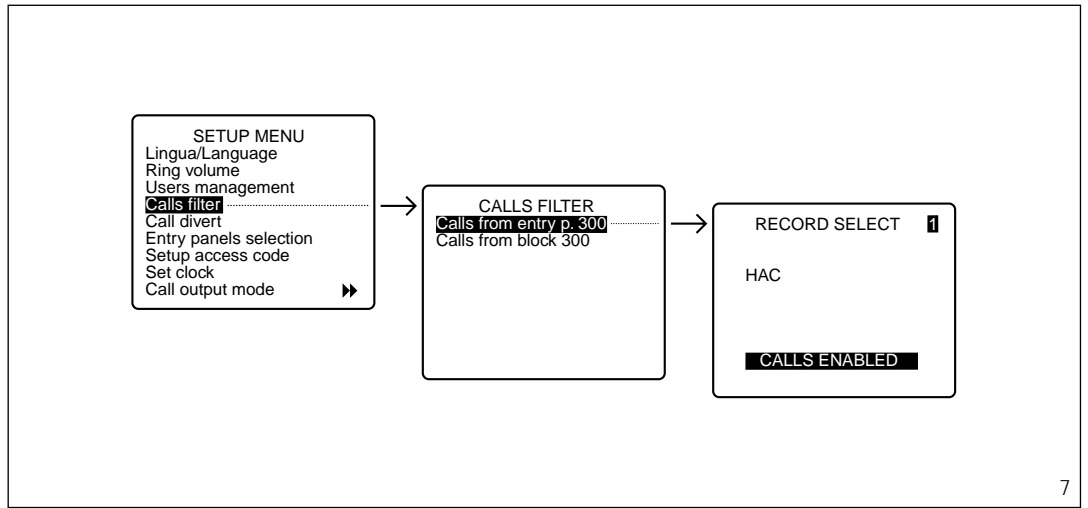 SETUP MENU
Lingua/Language
Ring volume
Users management
Calls filter
Call divert
Entry panels selection
Setup access code
Set clock
Call output mode
CALLS FILTER
Calls from entry p. 300
Calls from block 300
RECORD SELECT 1
HAC
CALLS ENABLED
7